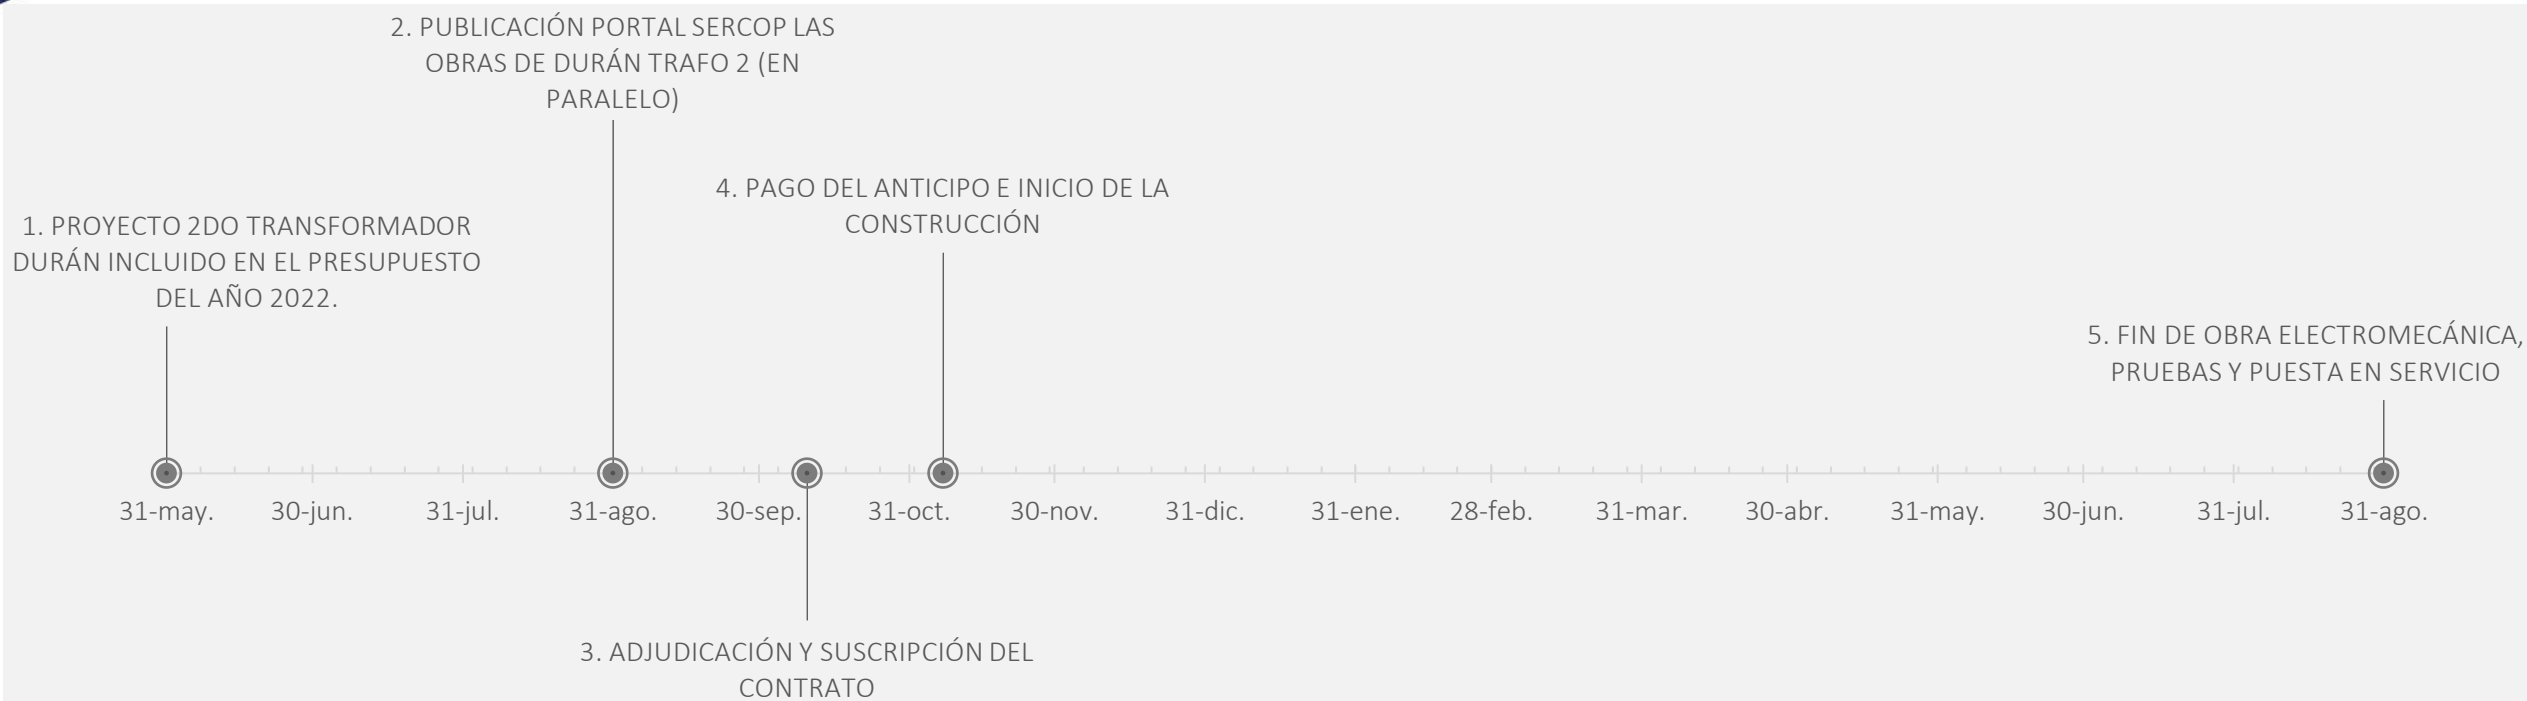 2. PUBLICACIÓN PORTAL SERCOP LAS
OBRAS DE DURÁN TRAFO 2 (EN
PARALELO)
4. PAGO DEL ANTICIPO E INICIO DE LA
CONSTRUCCIÓN
1. PROYECTO 2DO TRANSFORMADOR
DURÁN INCLUIDO EN EL PRESUPUESTO
DEL AÑO 2022.
5. FIN DE OBRA ELECTROMECÁNICA,
PRUEBAS Y PUESTA EN SERVICIO
31-may. 30-jun. 31-jul. 31-ago. 30-sep. 31-oct. 30-nov. 31-dic. 31-ene. 28-feb. 31-mar. 30-abr. 31-may. 30-jun. 31-jul. 31-ago.
3. ADJUDICACIÓN Y SUSCRIPCIÓN DEL
CONTRATO